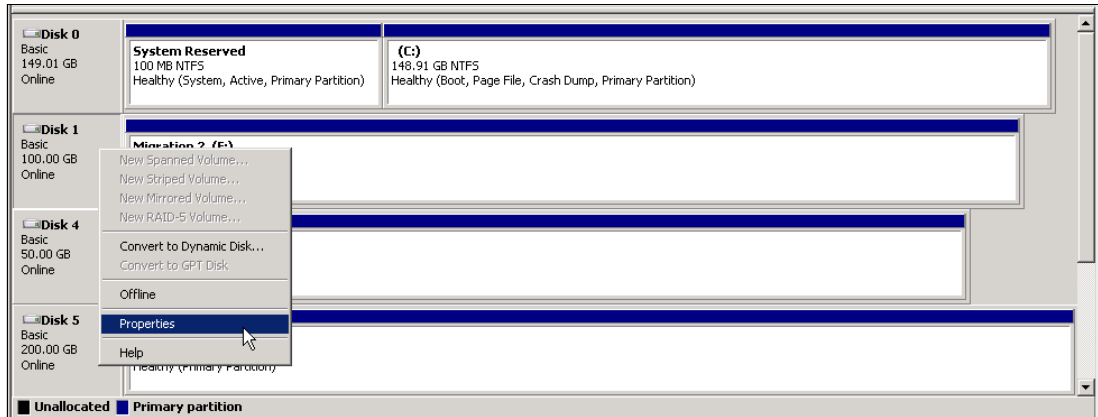 Disk 0
Basic
149.01 GB
Online
System Reserved
100 MB NTFS
Healthy (System, Active, Primary Partition)
(C:)
148.91 GB NTFS
Healthy (Boot, Page File, Crash Dump, Primary Partition)
Disk 1
Basic
100.00 GB
Online
Migration 2 (E:)
New Spanned Volume...
New Striped Volume...
New Mirrored Volume...
New RAID-5 Volume...
Convert to Dynamic Disk...
Convert to GPT Disk
Offline
Properties
Help
Disk 4
Basic
50.00 GB
Online
Disk 5
Basic
200.00 GB
Online
Healthy (Primary Partition)
Unallocated
Primary partition